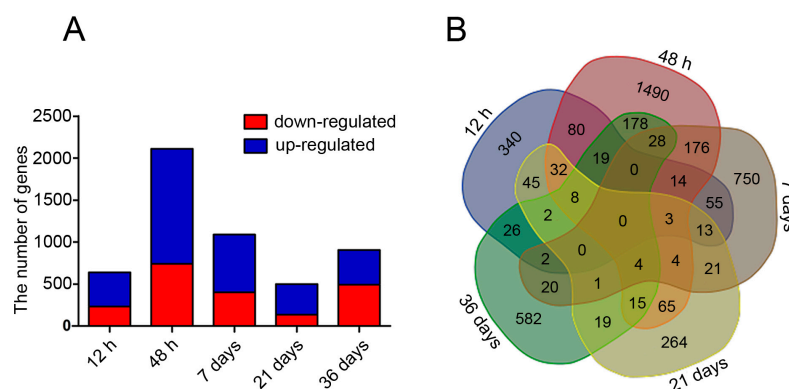 A
The number of genes
2500
2000
1500
1000
500
0
down-regulated
up-regulated
12 h
48 h
7 days
21 days
36 days
B
48 h
12 h
7 days
36 days
21 days
1490
340
80
178
28
176
750
19
0
32
45
14
55
8
2
0
3
13
26
0
2
4
4
21
20
1
15
65
582
19
264